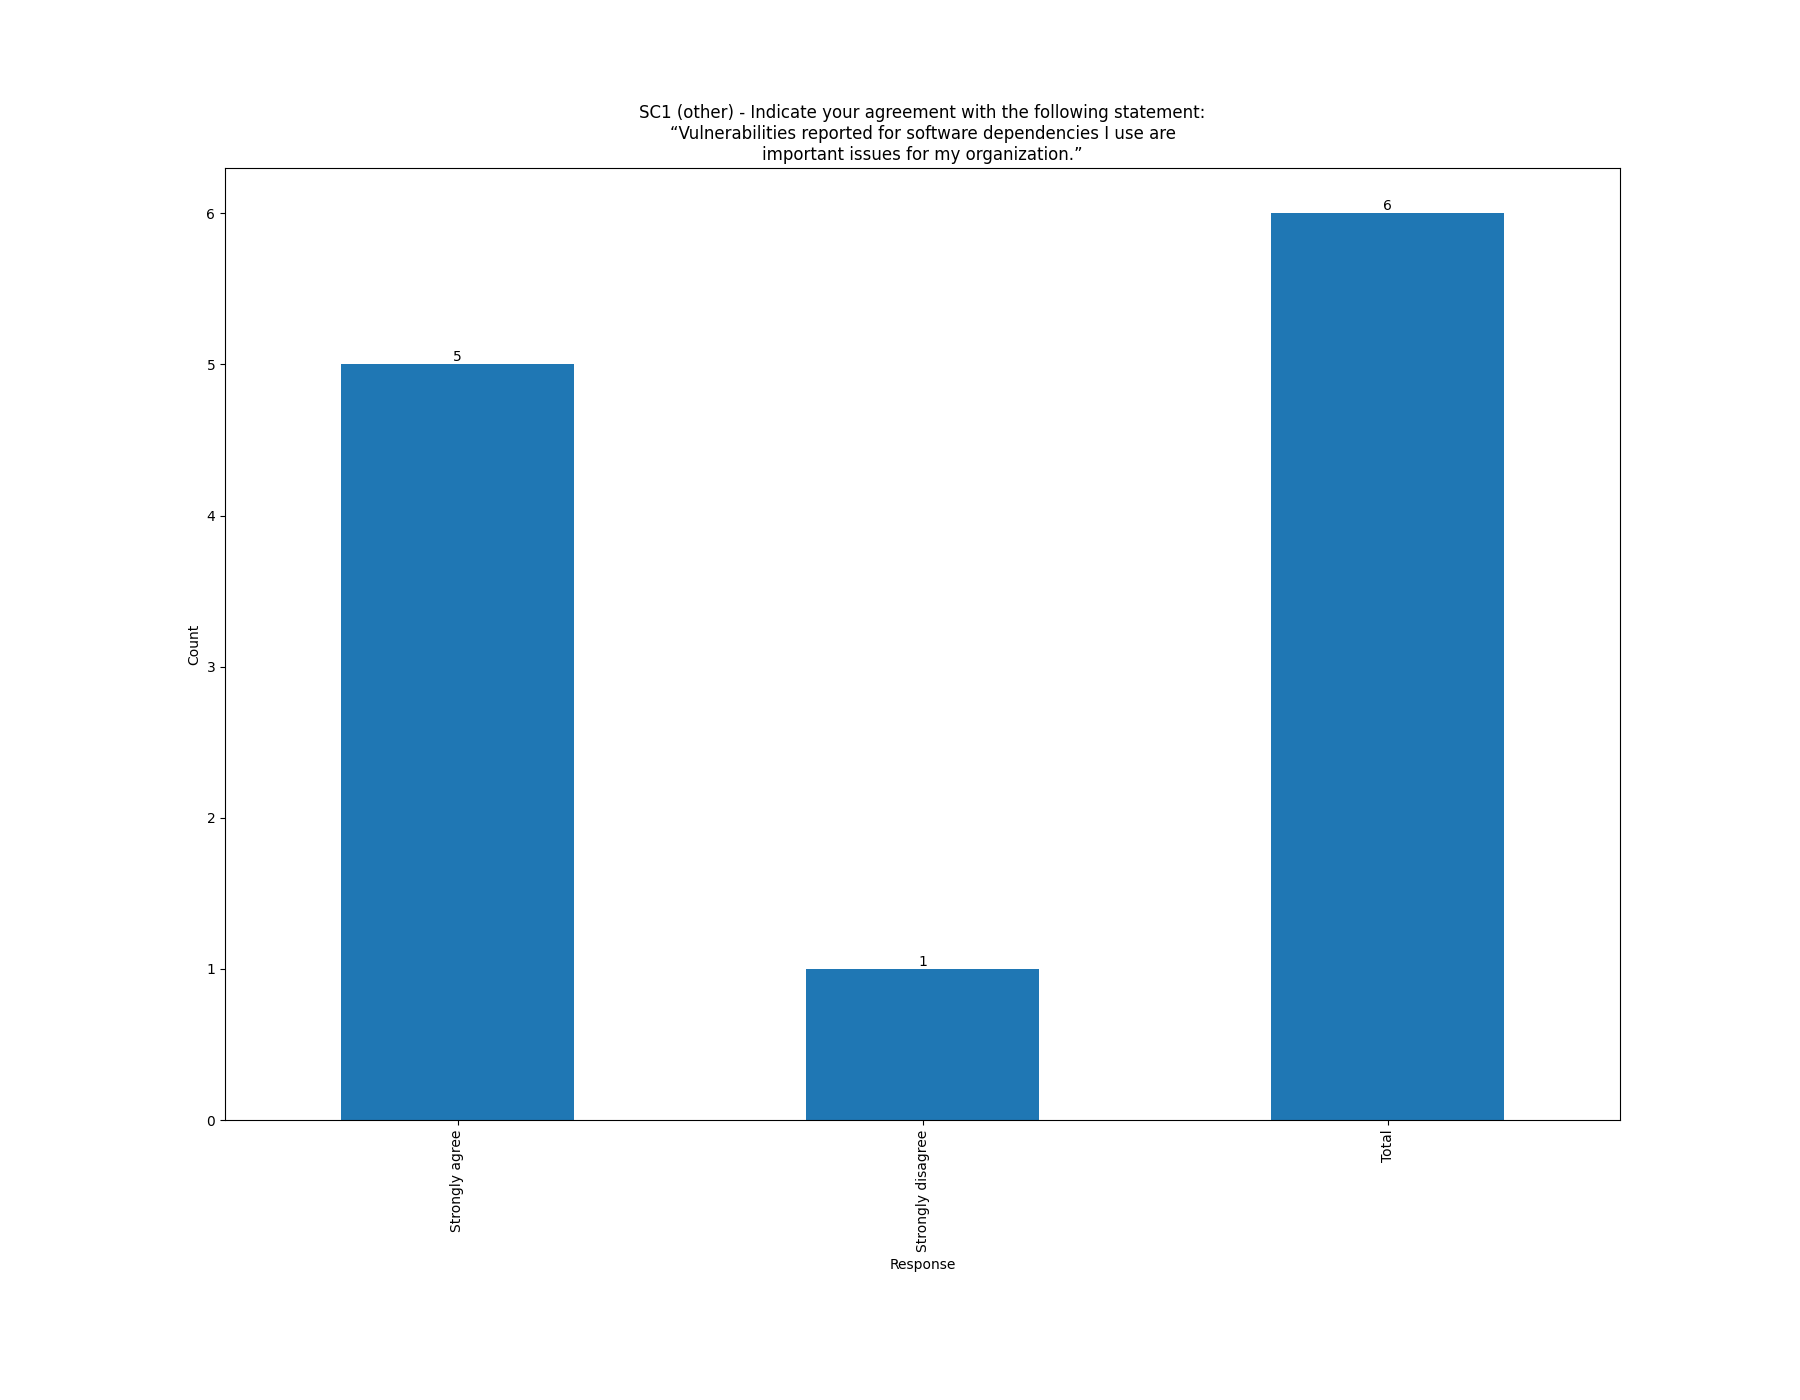 SC1 (other) - Indicate your agreement with the following statement:
“Vulnerabilities reported for software dependencies I use are
important issues for my organization.”
6
5
4
3
2
1
0
Count
5
1
6
Strongly agree
Strongly disagree
Total
Response